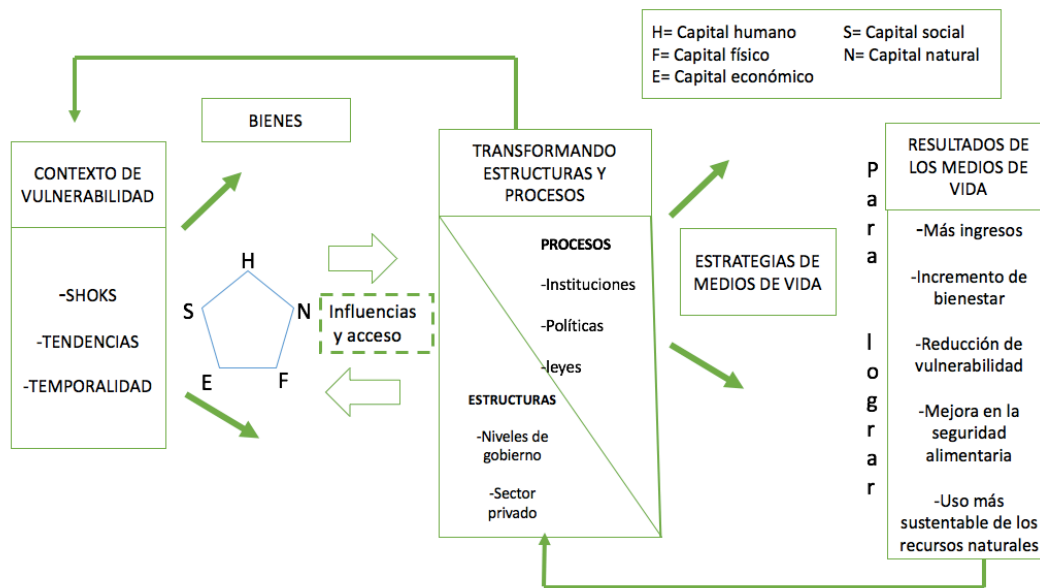 H= Capital humano
S= Capital social
F= Capital físico
N= Capital natural
E= Capital económico
BIENES
CONTEXTO DE
VULNERABILIDAD
-SHOKS
-TENDENCIAS
-TEMPORALIDAD
H
S
N
E
F
Influencias
y acceso
TRANSFORMANDO
ESTRUCTURAS Y
PROCESOS
PROCESOS
-Instituciones
-Políticas
-leyes
ESTRUCTURAS
-Niveles de
gobierno
-Sector
privado
ESTRATEGIAS DE
MEDIOS DE VIDA
Para
lograr
RESULTADOS DE
LOS MEDIOS DE
VIDA
-Más ingresos
-Incremento de
bienestar
-Reducción de
vulnerabilidad
-Mejora en la
seguridad
alimentaria
-Uso más
sustentable de los
recursos naturales